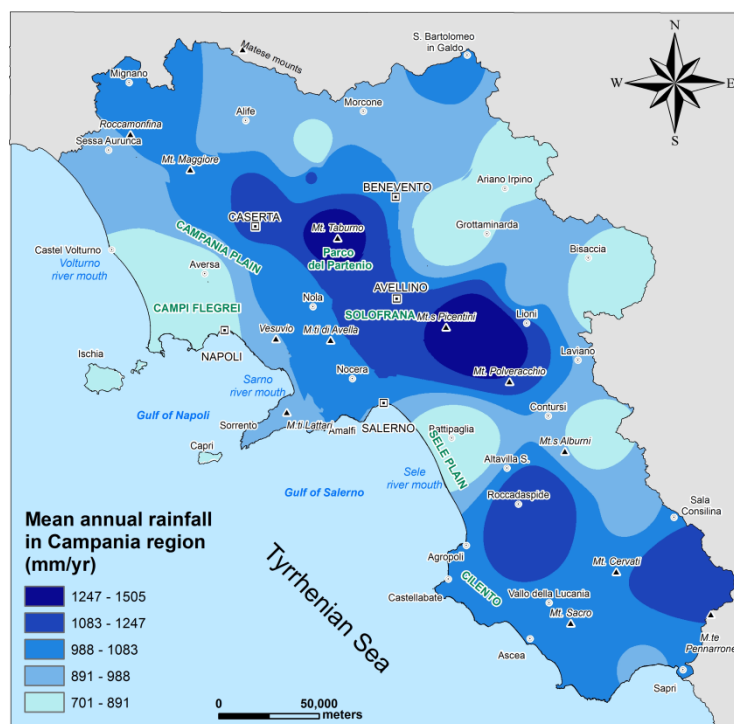 S. Bartolomeo
in Galdo
N
W
E
S
Matese mounts
Mignano
Alife
Morcone
Roccamonfina
Sessa Aurunca
Mt. Maggiore
BENEVENTO
Ariano Irpino
CASERTA
Mt. Taburno
Grottaminarda
CAMPANIA PLAIN
Castel Volturno
Volturno
river mouth
Aversa
Parco
del Partenio
Bisaccia
AVELLINO
Nola
CAMPI FLEGREI
SOLOFRANA
Mt.s Picentini
Lioni
Vesuvio
M.ti di Avella
NAPOLI
Ischia
Laviano
Nocera
Mt. Polveracchio
Sarno
river mouth
Gulf of Napoli
Sorrento
M.ti Lattari
Amalfi
SALERNO
Contursi
Pattipaglia
Capri
SELE PLAIN
Mt.s Alburni
Altavilla S.
Sele
river mouth
Gulf of Salerno
Roccadaspide
Sala
Consilina
Mean annual rainfall
in Campania region
(mm/yr)
1247 - 1505
1083 - 1247
988 - 1083
891 - 988
701 - 891
Tyrrhenian Sea
Agropoli
Castellabate
CILENTO
Mt. Cervati
Vallo della Lucania
Mt. Sacro
M.te
Pennarrone
Ascea
Sapri
0
50,000
meters